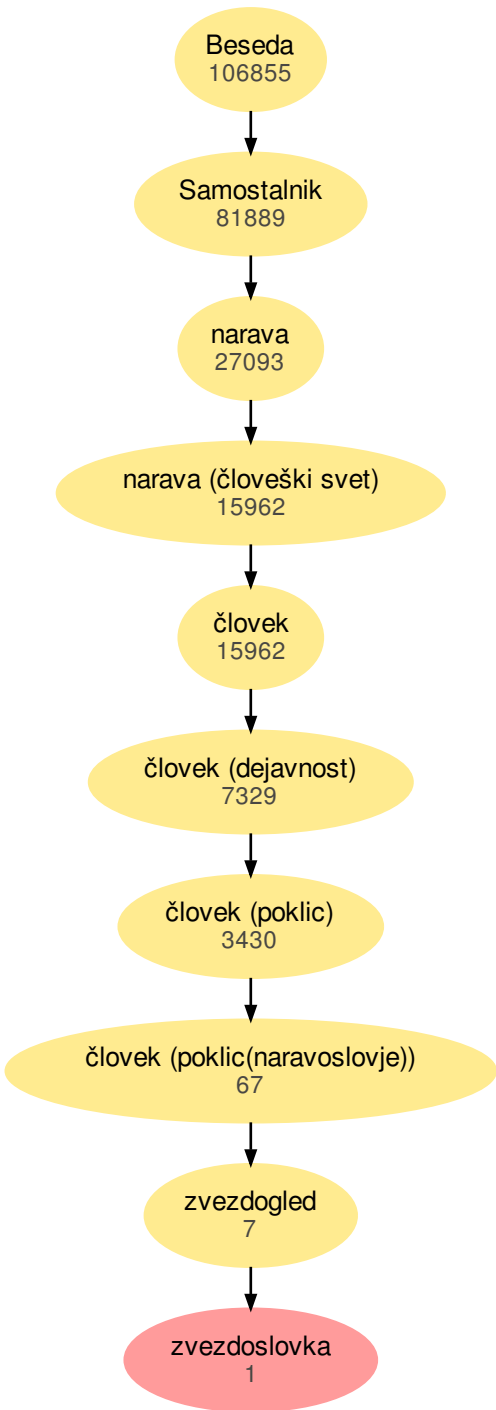 Beseda
106855
Samostalnik
81889
narava
27093
narava (človeški svet)
15962
človek
15962
človek (dejavnost)
7329
človek (poklic)
3430
človek (poklic(naravoslovje))
67
zvezdogled
7
zvezdoslovka
1